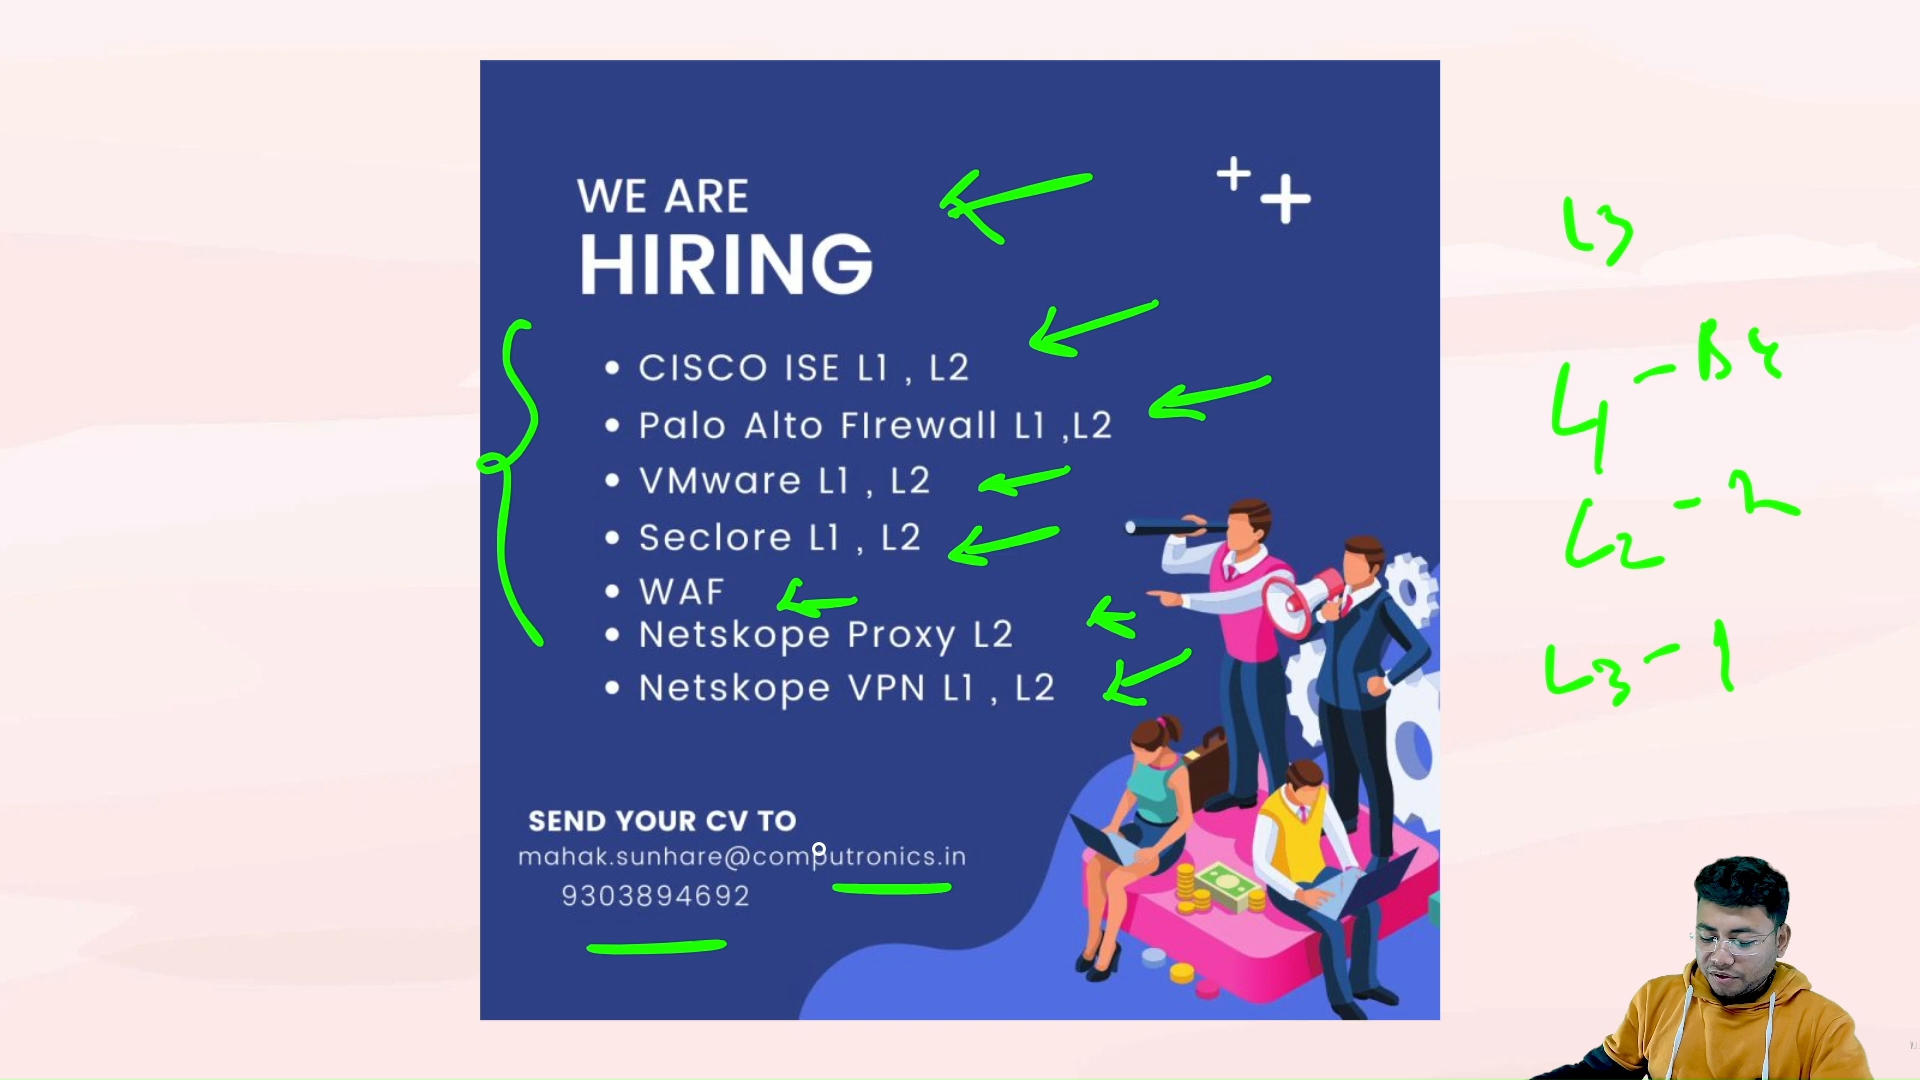 WE ARE
HIRING
CISCO ISE L1 , L2
Palo Alto FIrewall L1 ,L2
VMware L1 , L2
Seclore L1 , L2
WAF
Netskope Proxy L2
Netskope VPN L1 , L2
SEND YOUR CV TO
mahak.sunhare@computronics.in
9303894692
L3
L2 - 2
L3 - 1